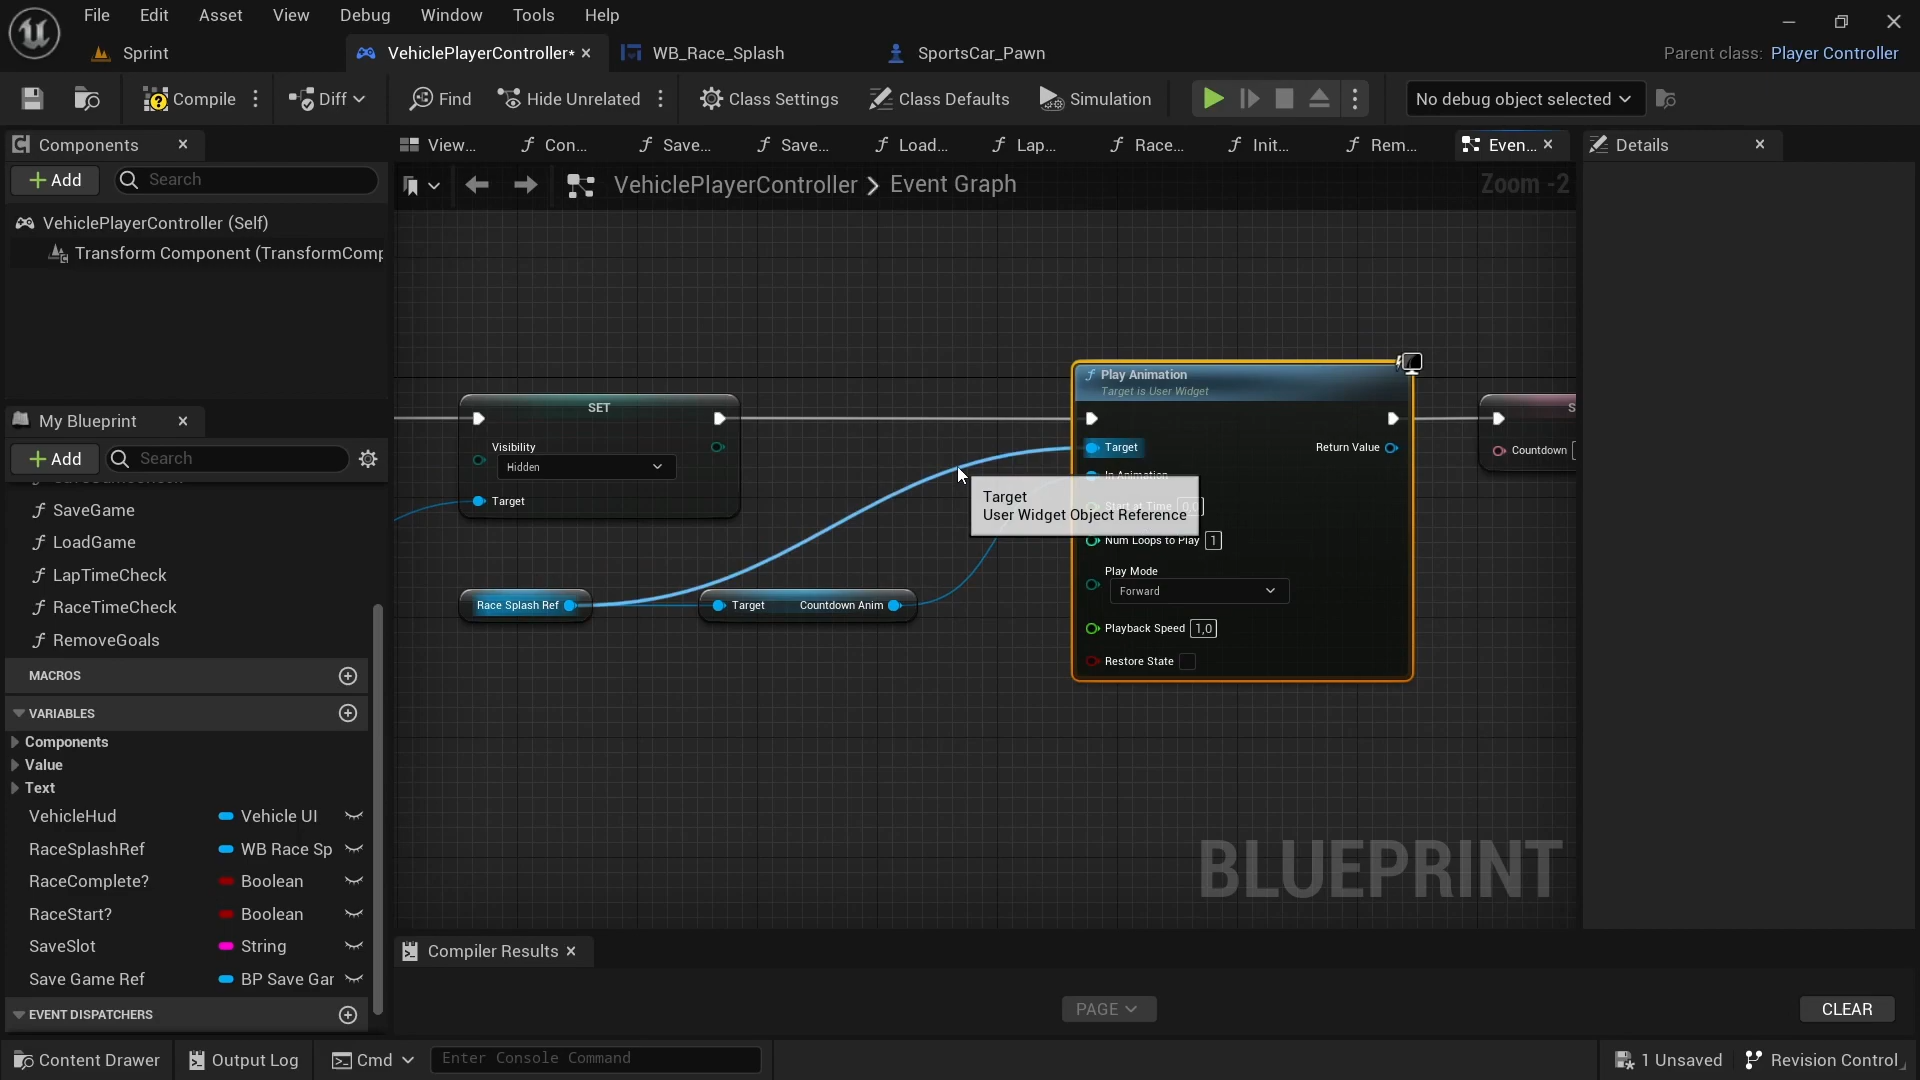 File Edit Asset View Debug Window Tools Help
Sprint
VehiclePlayerController*
WB_Race_Splash
SportsCar_Pawn
Parent class: Player Controller
Compile
Diff
Find
Hide Unrelated
Class Settings
Class Defaults
Simulation
No debug object selected
Components
View...
Con...
Save...
Save...
Load...
Lap...
Race...
Init...
Rem...
Even...
Details
Add
Search
VehiclePlayerController > Event Graph
Zoom -2
VehiclePlayerController (Self)
Transform Component (TransformComp
My Blueprint
Add
Search
SaveGame
LoadGame
LapTimeCheck
RaceTimeCheck
RemoveGoals
MACROS
VARIABLES
Components
Value
Text
VehicleHud Vehicle UI
RaceSplashRef WB Race Sp
RaceComplete? Boolean
RaceStart? Boolean
SaveSlot String
Save Game Ref BP Save Gar
EVENT DISPATCHERS
SET
Visibility
Hidden
Target
Race Splash Ref
Target Countdown Anim
Play Animation
Target is User Widget
Target
Return Value
In Animation
Start at Time 0,0
Num Loops to Play 1
Play Mode
Forward
Playback Speed 1,0
Restore State
Target
User Widget Object Reference
S
Countdown
BLUEPRINT
Compiler Results
PAGE
CLEAR
Content Drawer
Output Log
Cmd
Enter Console Command
1 Unsaved
Revision Control